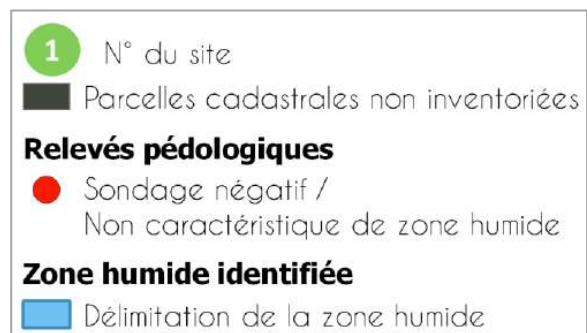 1 N° du site
Parcelles cadastrales non inventoriées
Relevés pédologiques
Sondage négatif /
Non caractéristique de zone humide
Zone humide identifiée
Délimitation de la zone humide